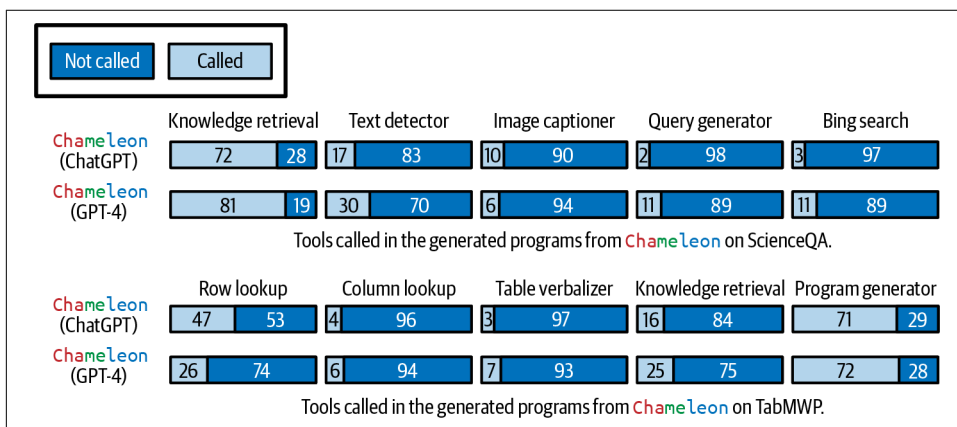 Not called Called
Knowledge retrieval Text detector Image captioner Query generator Bing search
Chameleon
(ChatGPT)
72 28 17 83 10 90 2 98 3 97
Chameleon
(GPT-4)
81 19 30 70 6 94 11 89 11 89
Tools called in the generated programs from Chameleon on ScienceQA.
Row lookup Column lookup Table verbalizer Knowledge retrieval Program generator
Chameleon
(ChatGPT)
47 53 4 96 3 97 16 84 71 29
Chameleon
(GPT-4)
26 74 6 94 7 93 25 75 72 28
Tools called in the generated programs from Chameleon on TabMWP.